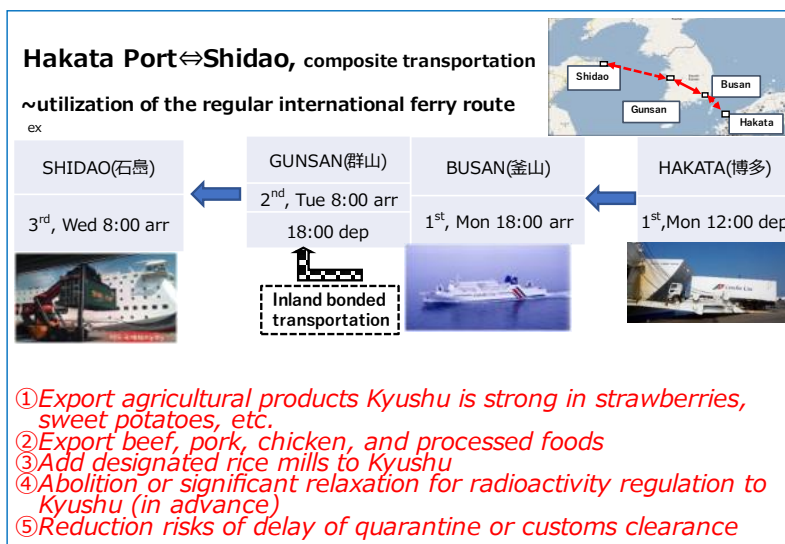 Hakata Port⇔Shidao, composite transportation
~utilization of the regular international ferry route
ex
Shidao
Gunsan
Busan
Hakata
SHIDAO(石島)
3rd, Wed 8:00 arr
GUNSAN(群山)
2nd, Tue 8:00 arr
18:00 dep
BUSAN(釜山)
1st, Mon 18:00 arr
HAKATA(博多)
1st,Mon 12:00 dep
Inland bonded
transportation
①Export agricultural products Kyushu is strong in strawberries,
sweet potatoes, etc.
②Export beef, pork, chicken, and processed foods
③Add designated rice mills to Kyushu
④Abolition or significant relaxation for radioactivity regulation to
Kyushu (in advance)
⑤Reduction risks of delay of quarantine or customs clearance